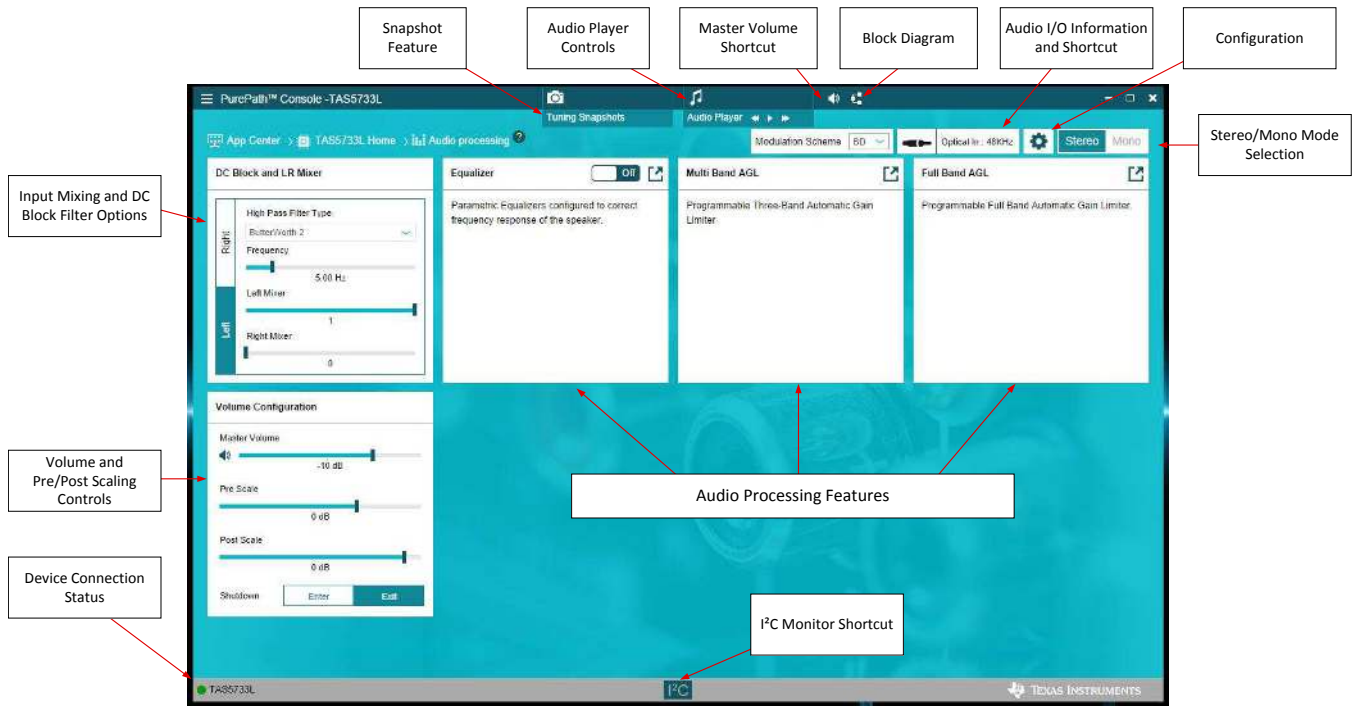 Snapshot
Feature
Audio Player
Controls
Master Volume
Shortcut
Block Diagram
Audio I/O Information
and Shortcut
Configuration
PurePath™ Console -TAS5733L
Tuning Snapshots
Audio Player
App Center > TAS5733L Home > Audio processing ?
Modulation Scheme BD
Optical In : 48KHz
Stereo Mono
Stereo/Mono Mode
Selection
Input Mixing and DC
Block Filter Options
DC Block and LR Mixer
Right
Left
High Pass Filter Type
ButterWorth 2
Frequency
5.00 Hz
Left Mixer
1
Right Mixer
0
Equalizer
Off
Parametric Equalizers configured to correct
frequency response of the speaker.
Multi Band AGL
Programmable Three-Band Automatic Gain
Limiter
Full Band AGL
Programmable Full Band Automatic Gain Limiter.
Volume and
Pre/Post Scaling
Controls
Volume Configuration
Master Volume
-10 dB
Pre Scale
0 dB
Post Scale
0 dB
Shutdown Enter Exit
Audio Processing Features
Device Connection
Status
I²C Monitor Shortcut
TAS5733L
I²C
TEXAS INSTRUMENTS